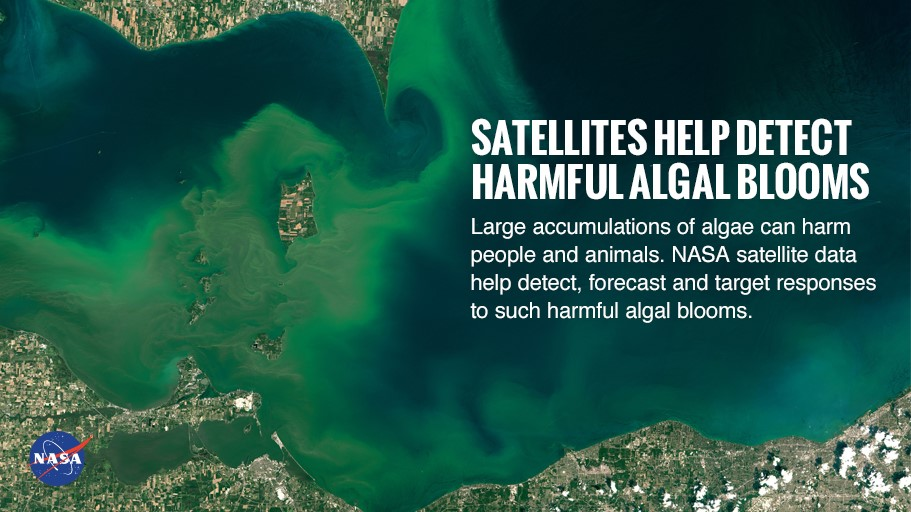 SATELLITES HELP DETECT
HARMFUL ALGAL BLOOMS
Large accumulations of algae can harm
people and animals. NASA satellite data
help detect, forecast and target responses
to such harmful algal blooms.
NASA